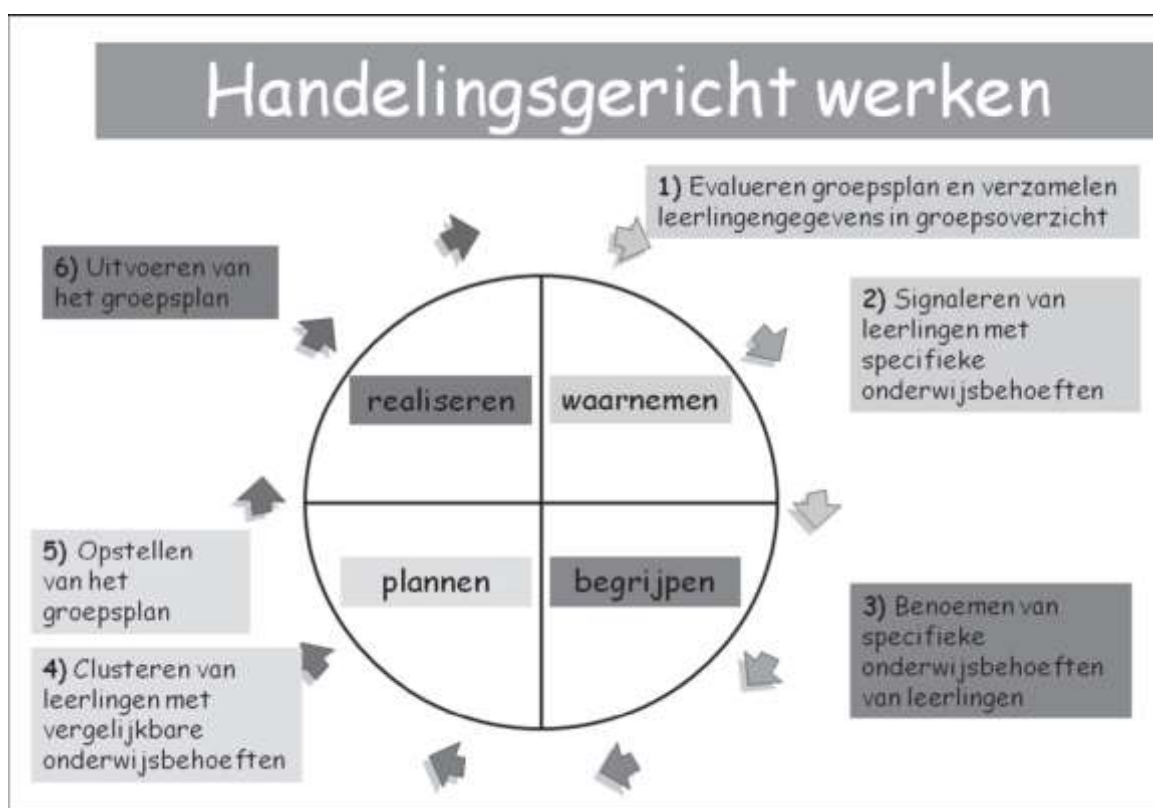 Handelingsgericht werken
1) Evalueren groepsplan en verzamelen
leerlingengegevens in groepsoverzicht
2) Signaleren van
leerlingen met
specifieke
onderwijsbehoeften
3) Benoemen van
specifieke
onderwijsbehoeften
van leerlingen
4) Clusteren van
leerlingen met
vergelijkbare
onderwijsbehoeften
5) Opstellen
van het
groepsplan
6) Uitvoeren van
het groepsplan
realiseren
waarnemen
plannen
begrijpen